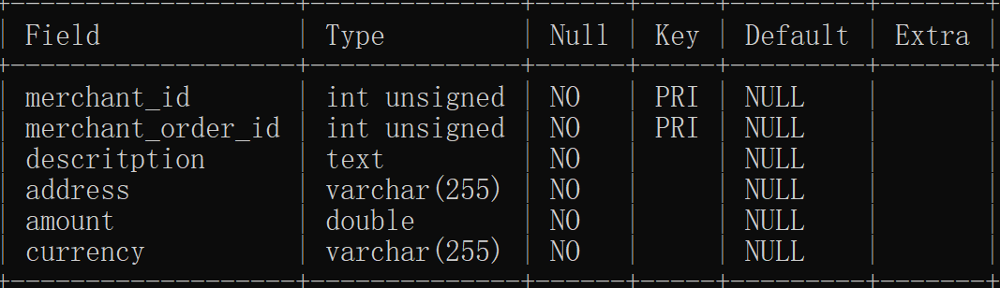 Field Type Null Key Default Extra
merchant_id int unsigned NO PRI NULL
merchant_order_id int unsigned NO PRI NULL
descritption text NO NULL
address varchar(255) NO NULL
amount double NO NULL
currency varchar(255) NO NULL